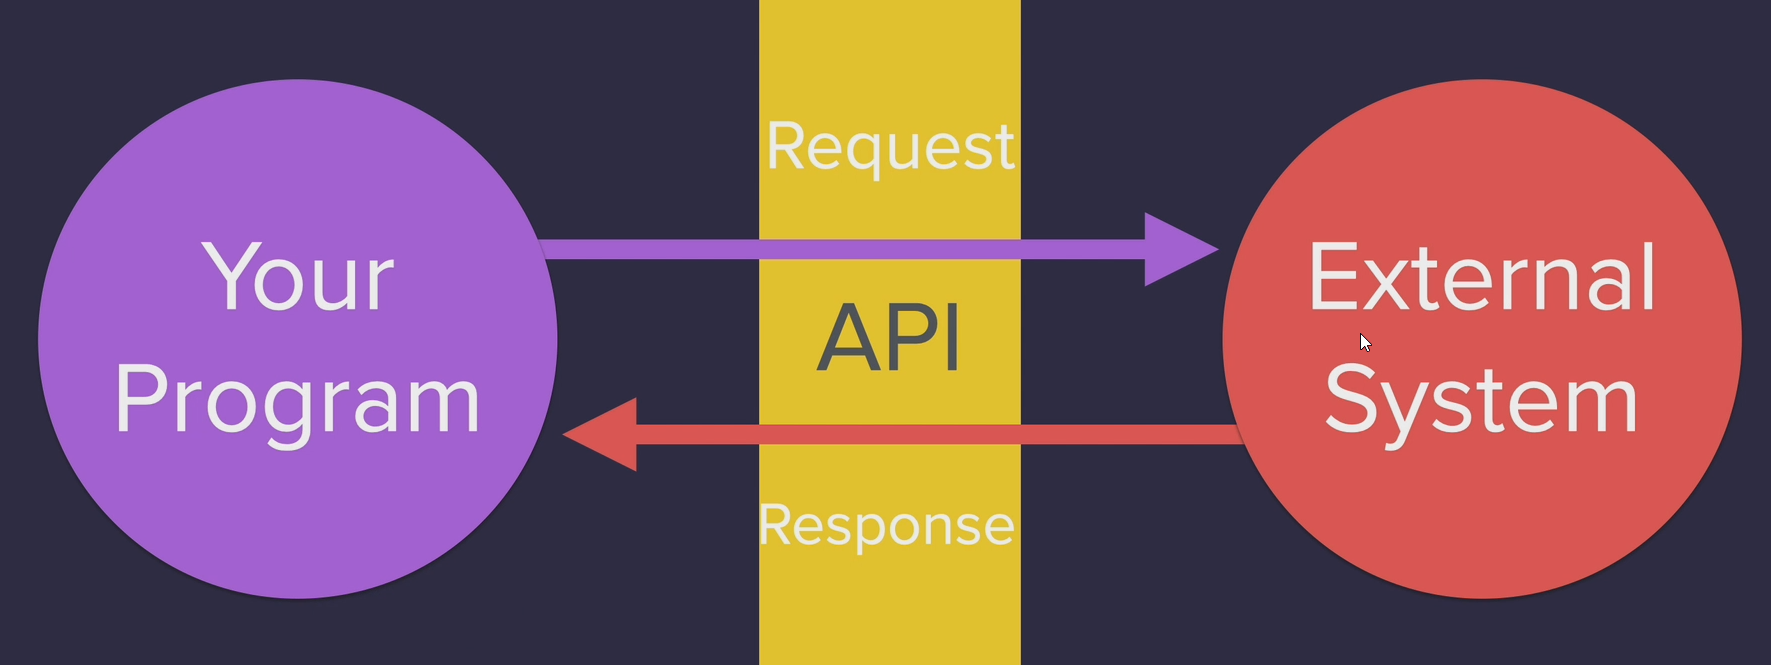 Your
Program
Request
API
Response
External
System